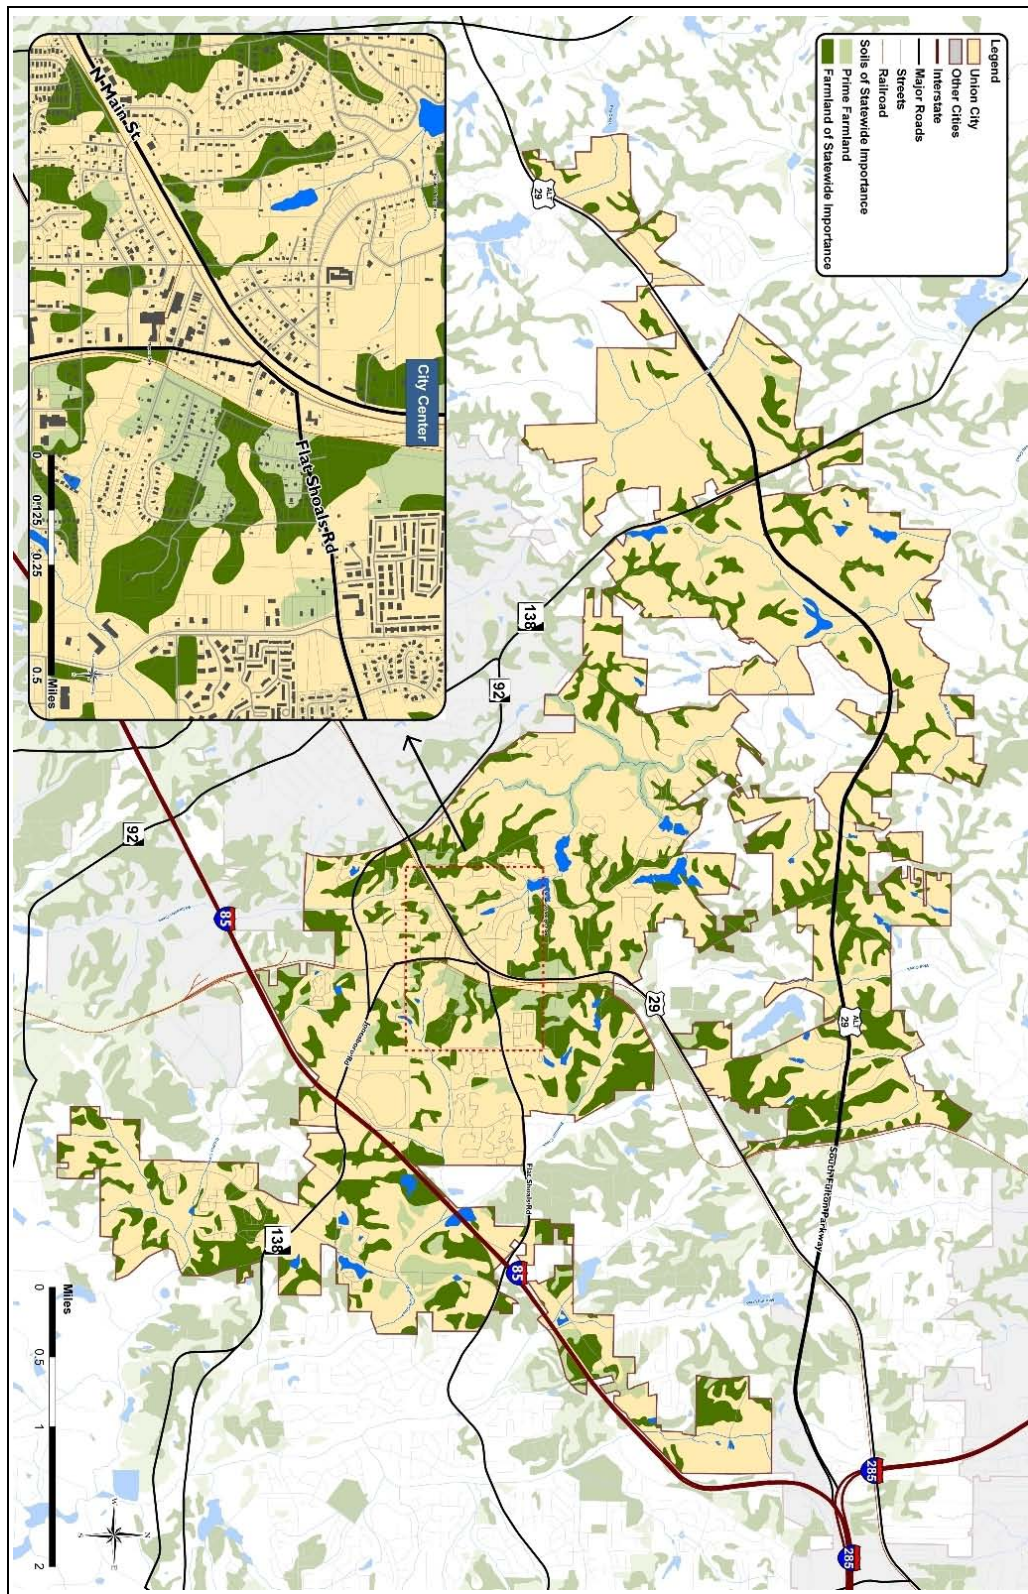 Legend
Union City
Other Cities
Interstate
Major Roads
Streets
Railroad
Soils of Statewide Importance
Prime Farmland
Farmland of Statewide Importance
N Main St
City Center
Flat Shoals Rd
0 0.125 0.25 0.5
Miles
ALT
29
138
92
92
85
29
ALT
29
South Fulton Parkway
Jonesboro Rd
Flat Shoals Rd
138
85
285
285
Miles
0 0.5 1 2
N
W
E
S